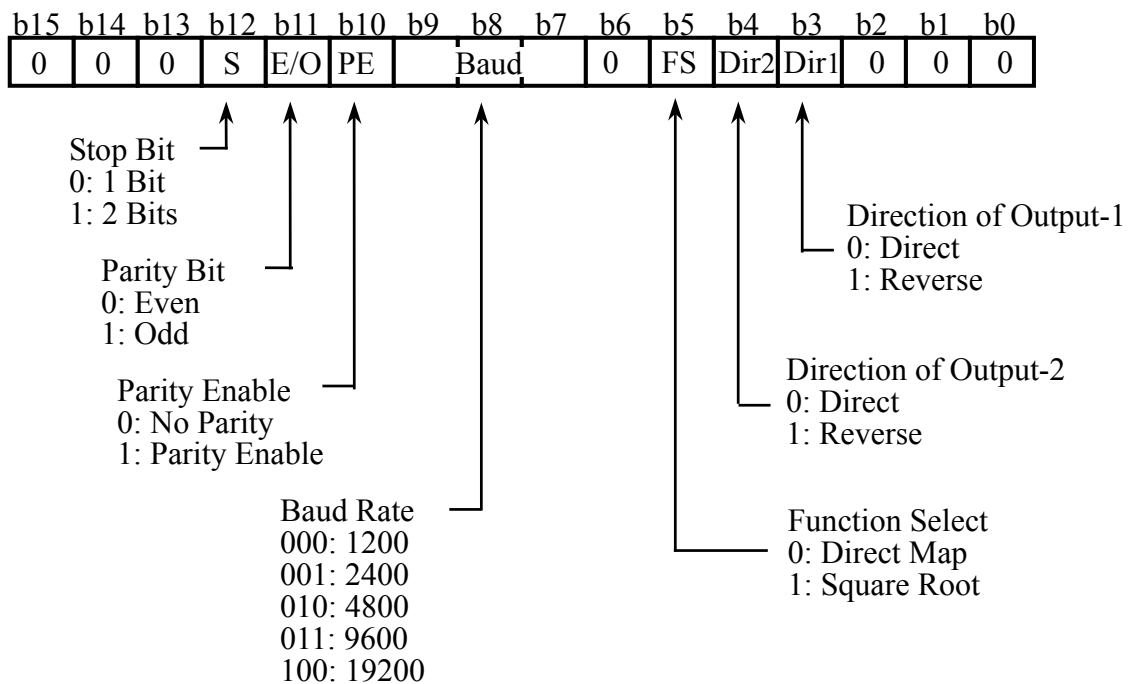 b15 b14 b13 b12 b11 b10 b9 b8 b7 b6 b5 b4 b3 b2 b1 b0
0 0 0 S E/O PE Baud 0 FS Dir2 Dir1 0 0 0
Stop Bit
0: 1 Bit
1: 2 Bits
Parity Bit
0: Even
1: Odd
Parity Enable
0: No Parity
1: Parity Enable
Baud Rate
000: 1200
001: 2400
010: 4800
011: 9600
100: 19200
Direction of Output-1
0: Direct
1: Reverse
Direction of Output-2
0: Direct
1: Reverse
Function Select
0: Direct Map
1: Square Root